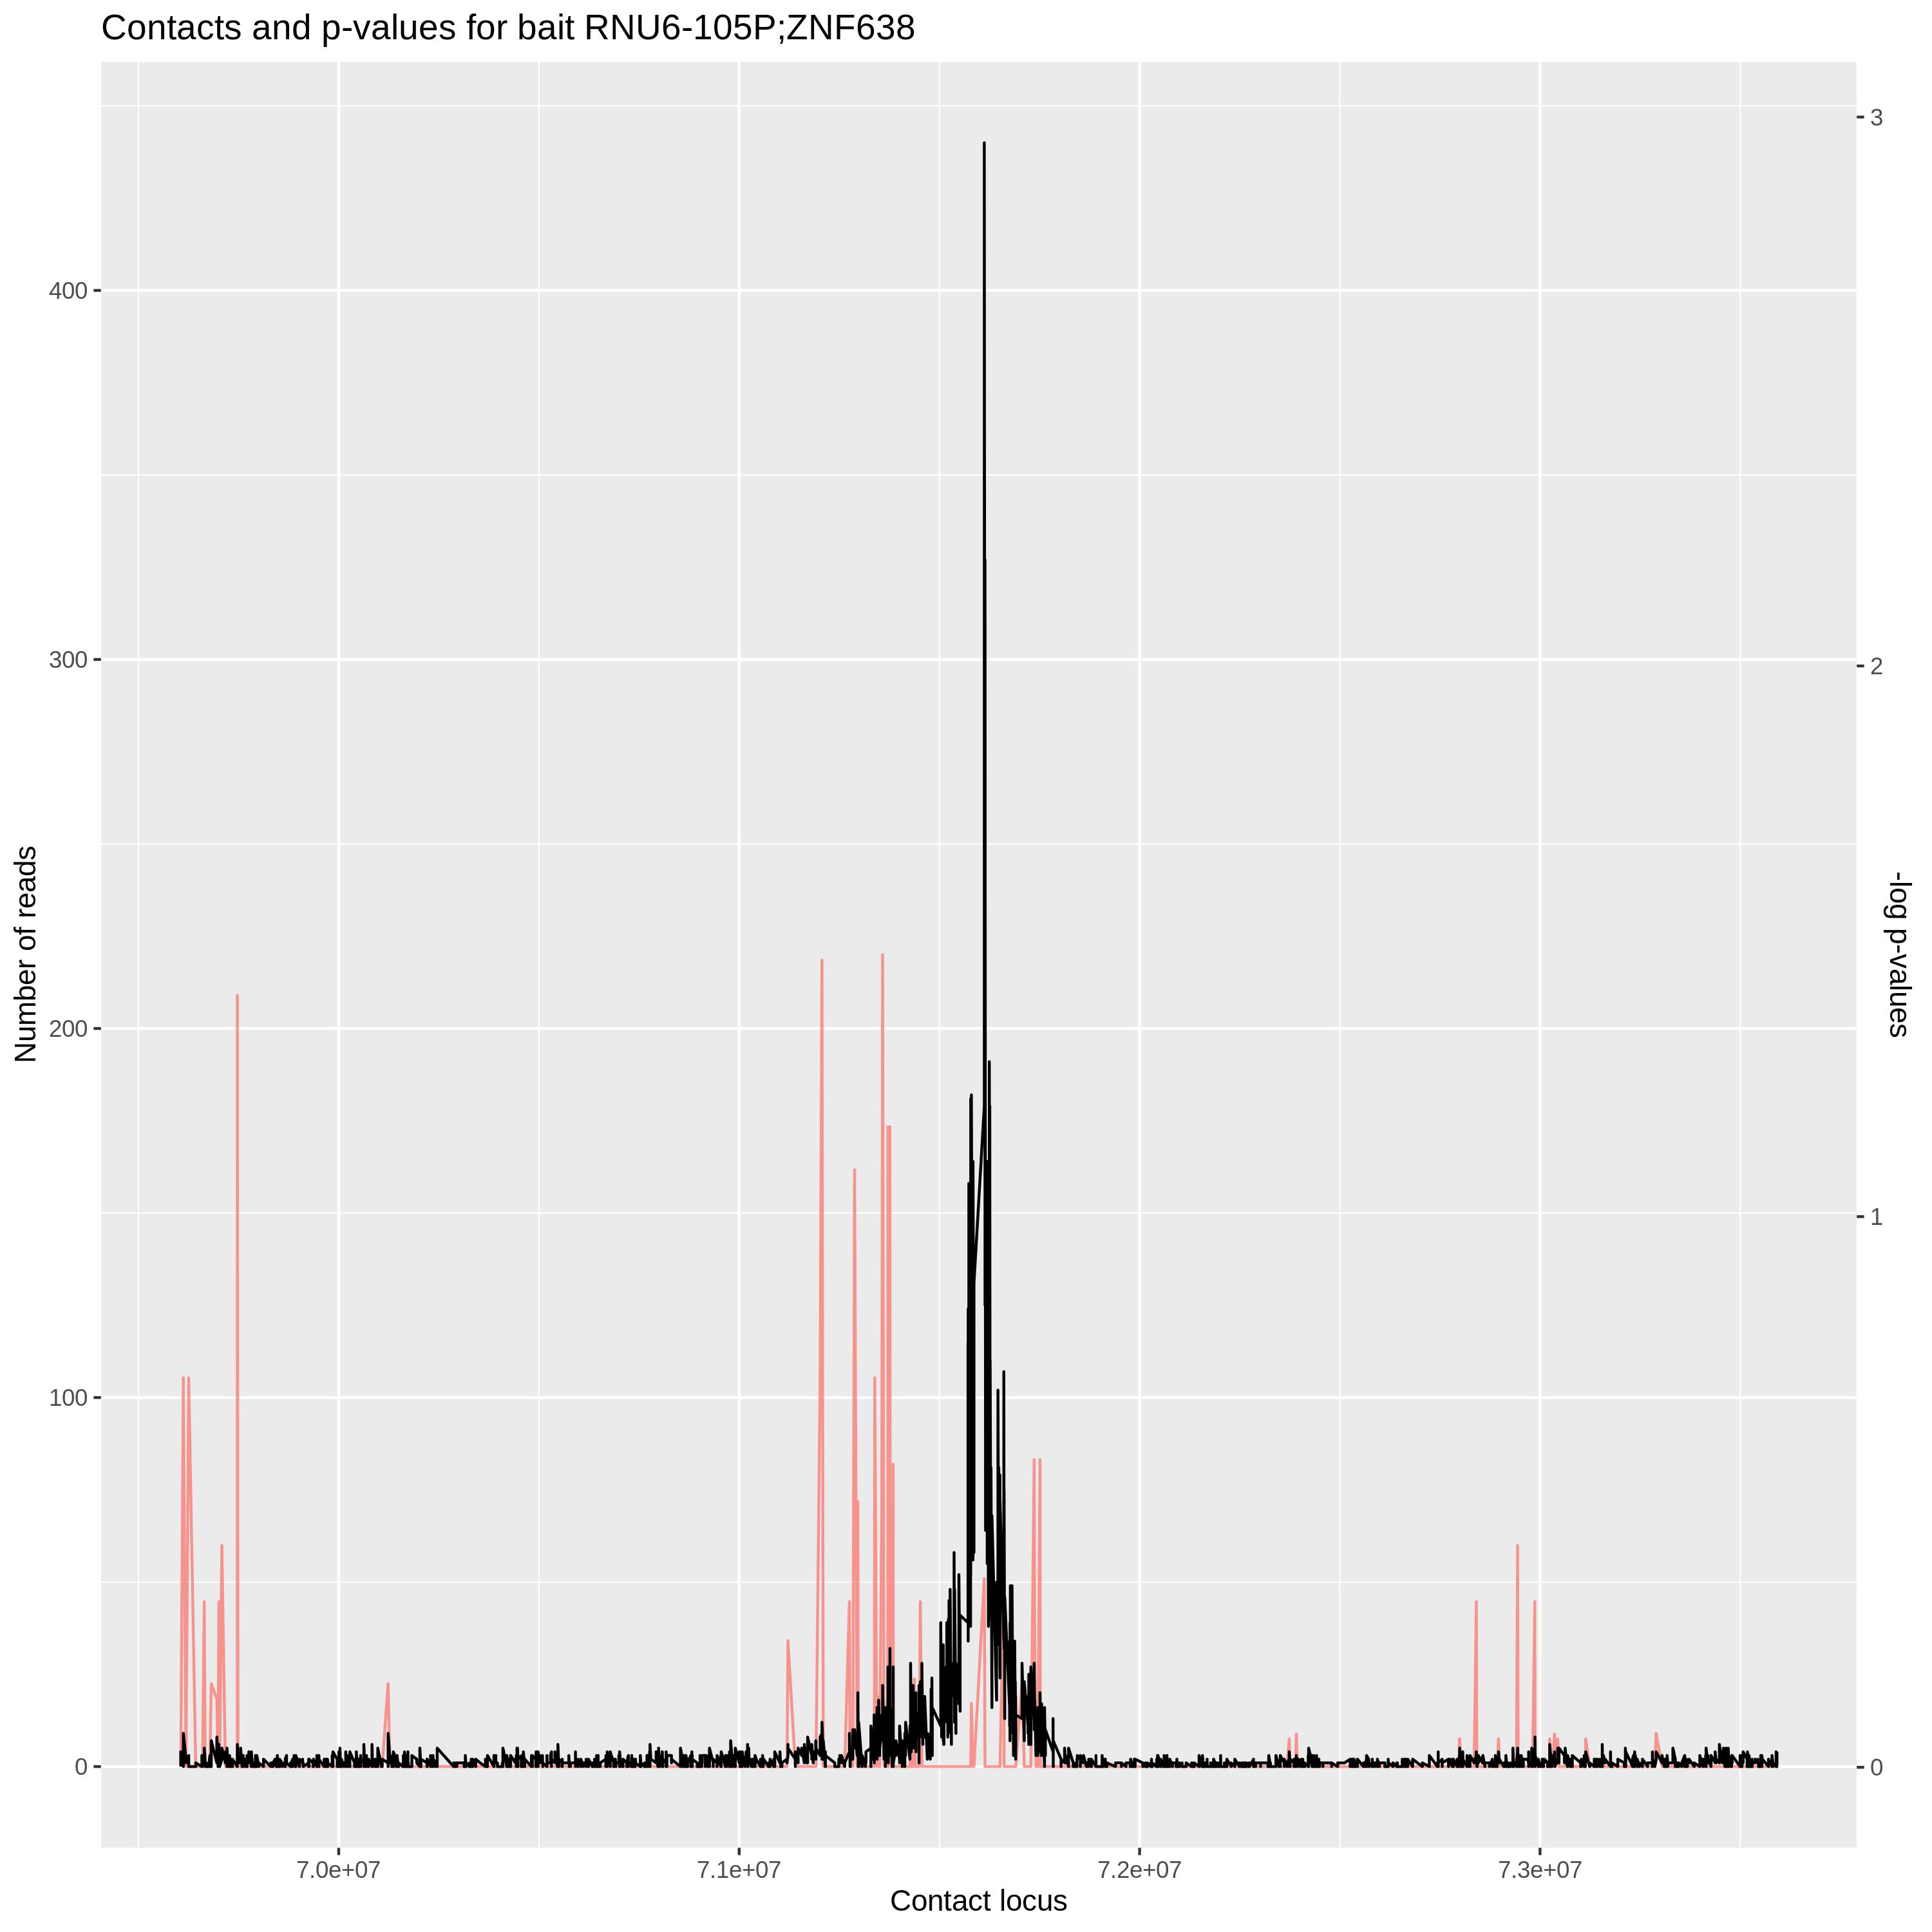 Contacts and p-values for bait RNU6-105P;ZNF638
Number of reads
400
300
200
100
0
3
2
1
0
-log p-values
7.0e+07
7.1e+07
7.2e+07
7.3e+07
Contact locus